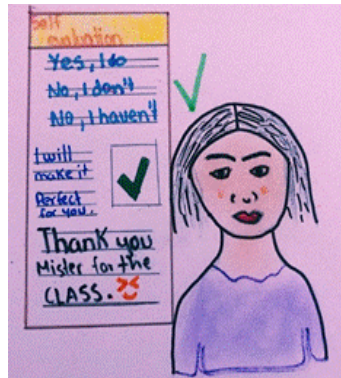 Self
evaluation
Yes, I do
No, I don't
No, I haven't
I will
make it
Perfect
for you.
Thank you
Mister for the
CLASS.